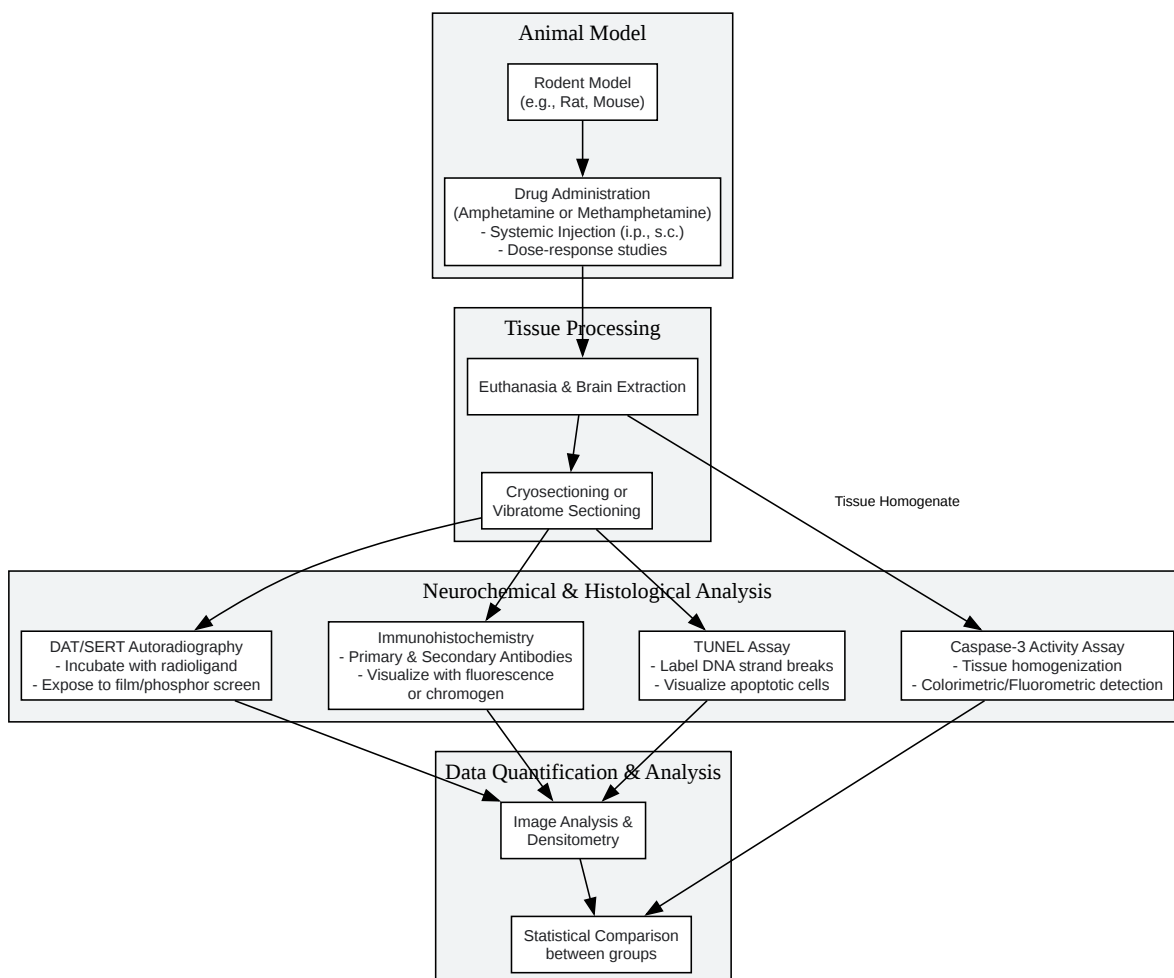 Animal Model
Rodent Model
(e.g., Rat, Mouse)
Drug Administration
(Amphetamine or Methamphetamine)
- Systemic Injection (i.p., s.c.)
- Dose-response studies
Tissue Processing
Euthanasia & Brain Extraction
Cryosectioning or
Vibratome Sectioning
Tissue Homogenate
Neurochemical & Histological Analysis
DAT/SERT Autoradiography
- Incubate with radioligand
- Expose to film/phosphor screen
Immunohistochemistry
- Primary & Secondary Antibodies
- Visualize with fluorescence
or chromogen
TUNEL Assay
- Label DNA strand breaks
- Visualize apoptotic cells
Caspase-3 Activity Assay
- Tissue homogenization
- Colorimetric/Fluorometric detection
Data Quantification & Analysis
Image Analysis &
Densitometry
Statistical Comparison
between groups